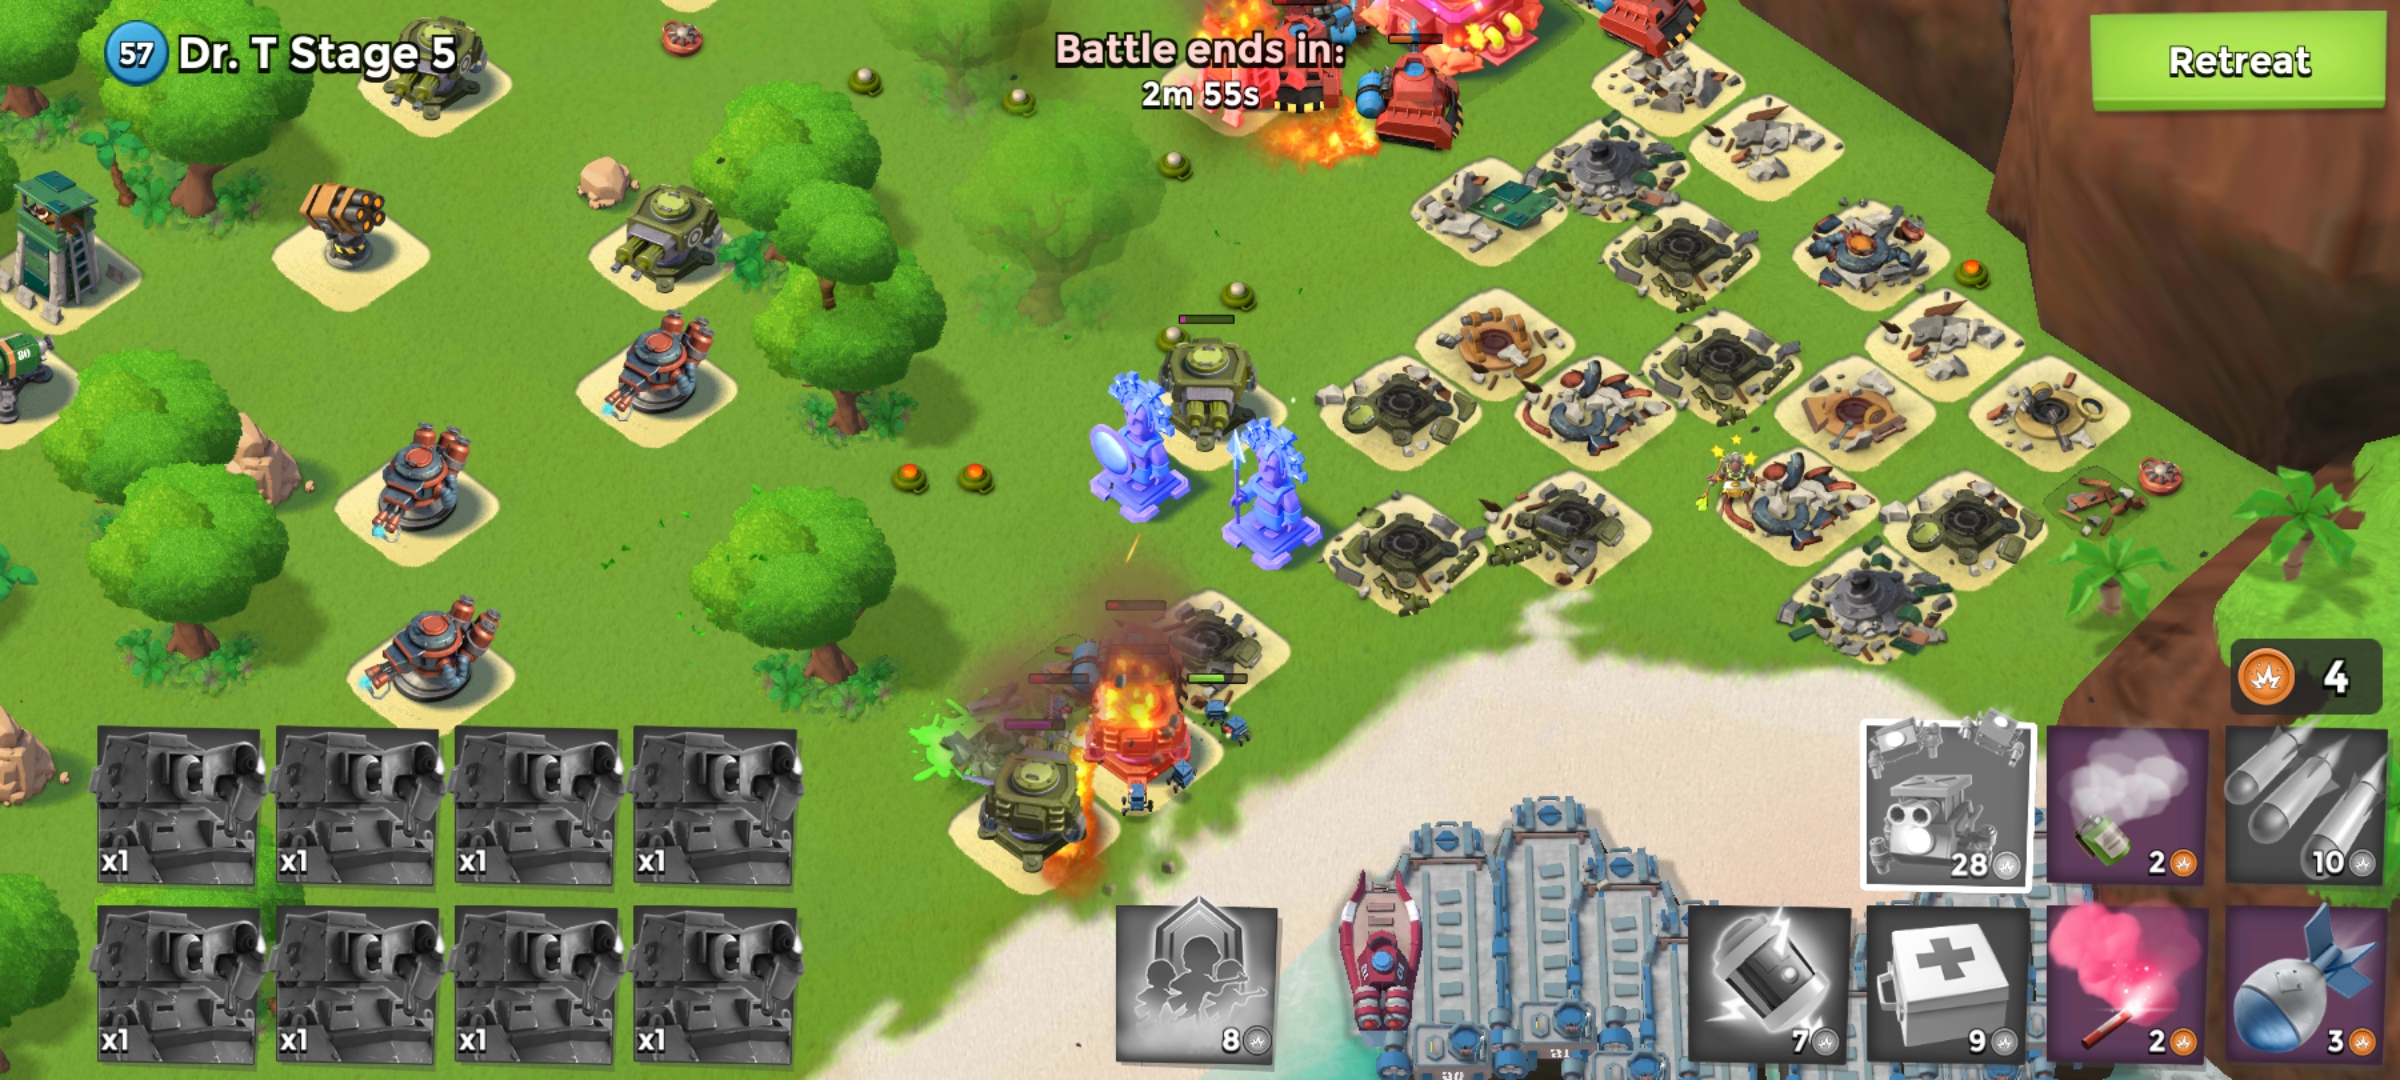 57 Dr. T Stage 5
Battle ends in:
2m 55s
Retreat
80
4
x1 x1 x1 x1
28 2 10
x1 x1 x1 x1
8 7 9 2 3